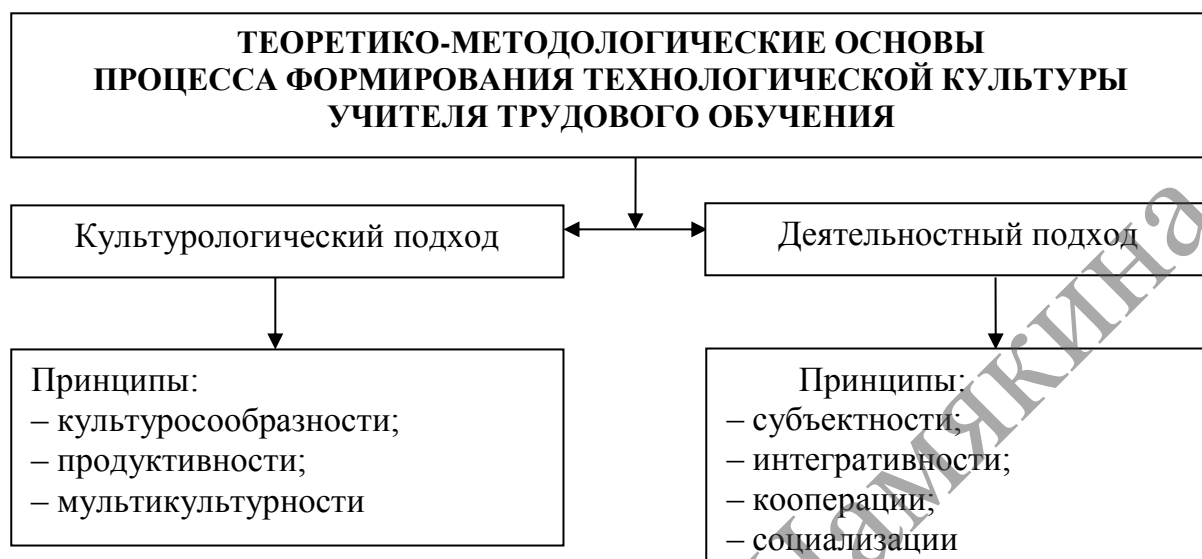 ТЕОРЕТИКО-МЕТОДОЛОГИЧЕСКИЕ ОСНОВЫ
ПРОЦЕССА ФОРМИРОВАНИЯ ТЕХНОЛОГИЧЕСКОЙ КУЛЬТУРЫ
УЧИТЕЛЯ ТРУДОВОГО ОБУЧЕНИЯ
Культурологический подход
Деятельностный подход
Принципы:
– культуросообразности;
– продуктивности;
– мультикультурности
Принципы:
– субъектности;
– интегративности;
– кооперации;
– социализации